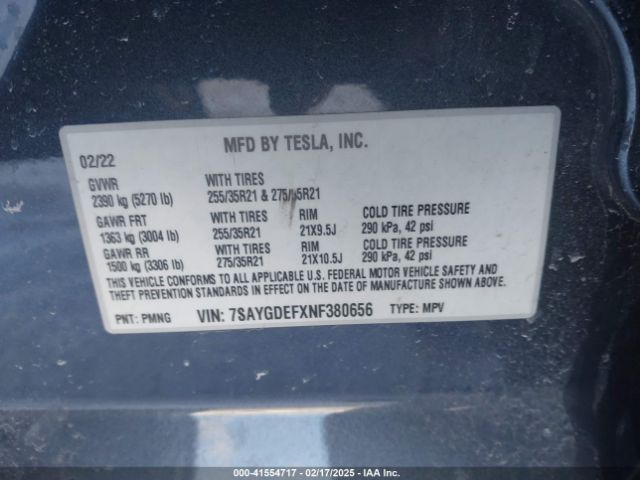 MFD BY TESLA, INC.
02/22
GVWR WITH TIRES
2390 kg (5270 lb) 255/35R21 & 275/35R21
GAWR FRT WITH TIRES RIM COLD TIRE PRESSURE
1363 kg (3004 lb) 255/35R21 21X9.5J 290 kPa, 42 psi
GAWR RR WITH TIRES RIM COLD TIRE PRESSURE
1500 kg (3306 lb) 275/35R21 21X10.5J 290 kPa, 42 psi
THIS VEHICLE CONFORMS TO ALL APPLICABLE U.S. FEDERAL MOTOR VEHICLE SAFETY AND
THEFT PREVENTION STANDARDS IN EFFECT ON THE DATE OF MANUFACTURE SHOWN ABOVE.
PNT: PMNG VIN: 7SAYGDEFXNF380656 TYPE: MPV
000-41554717 - 02/17/2025 - IAA Inc.